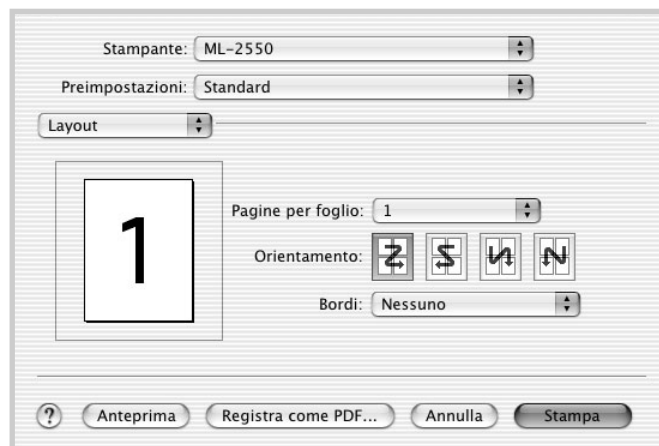 Stampante: ML-2550
Preimpostazioni: Standard
Layout
1
Pagine per foglio: 1
Orientamento:
Bordi: Nessuno
? Anteprima Registra come PDF... Annulla Stampa